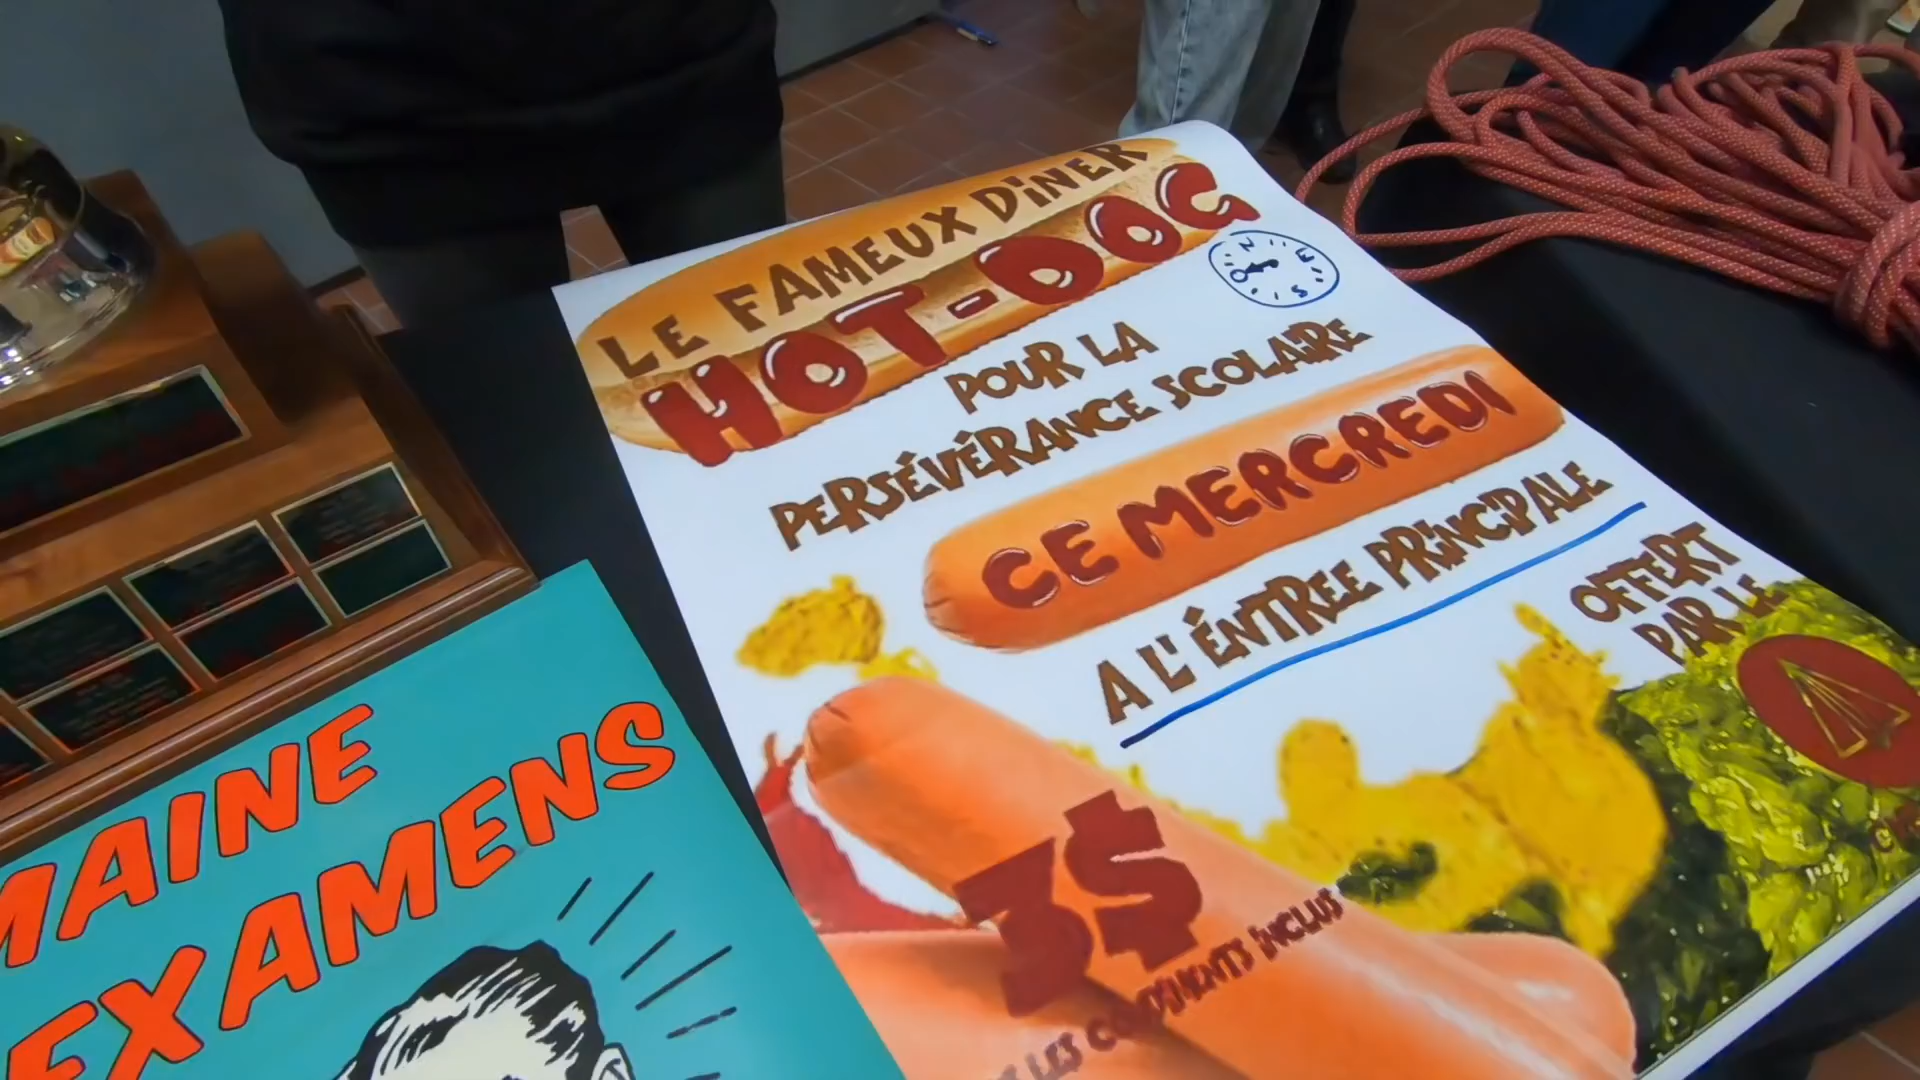 LE FAMEUX DÎNER
HOT-DOG
N
E
S
O
POUR LA
PERSÉVÉRANCE SCOLAIRE
CE MERCREDI
A L'ÉNTREE PRINCIPALE
OFFERT
PAR LE
3$
LES CONDIMENTS INCLUS
MAINE
EXAMENS